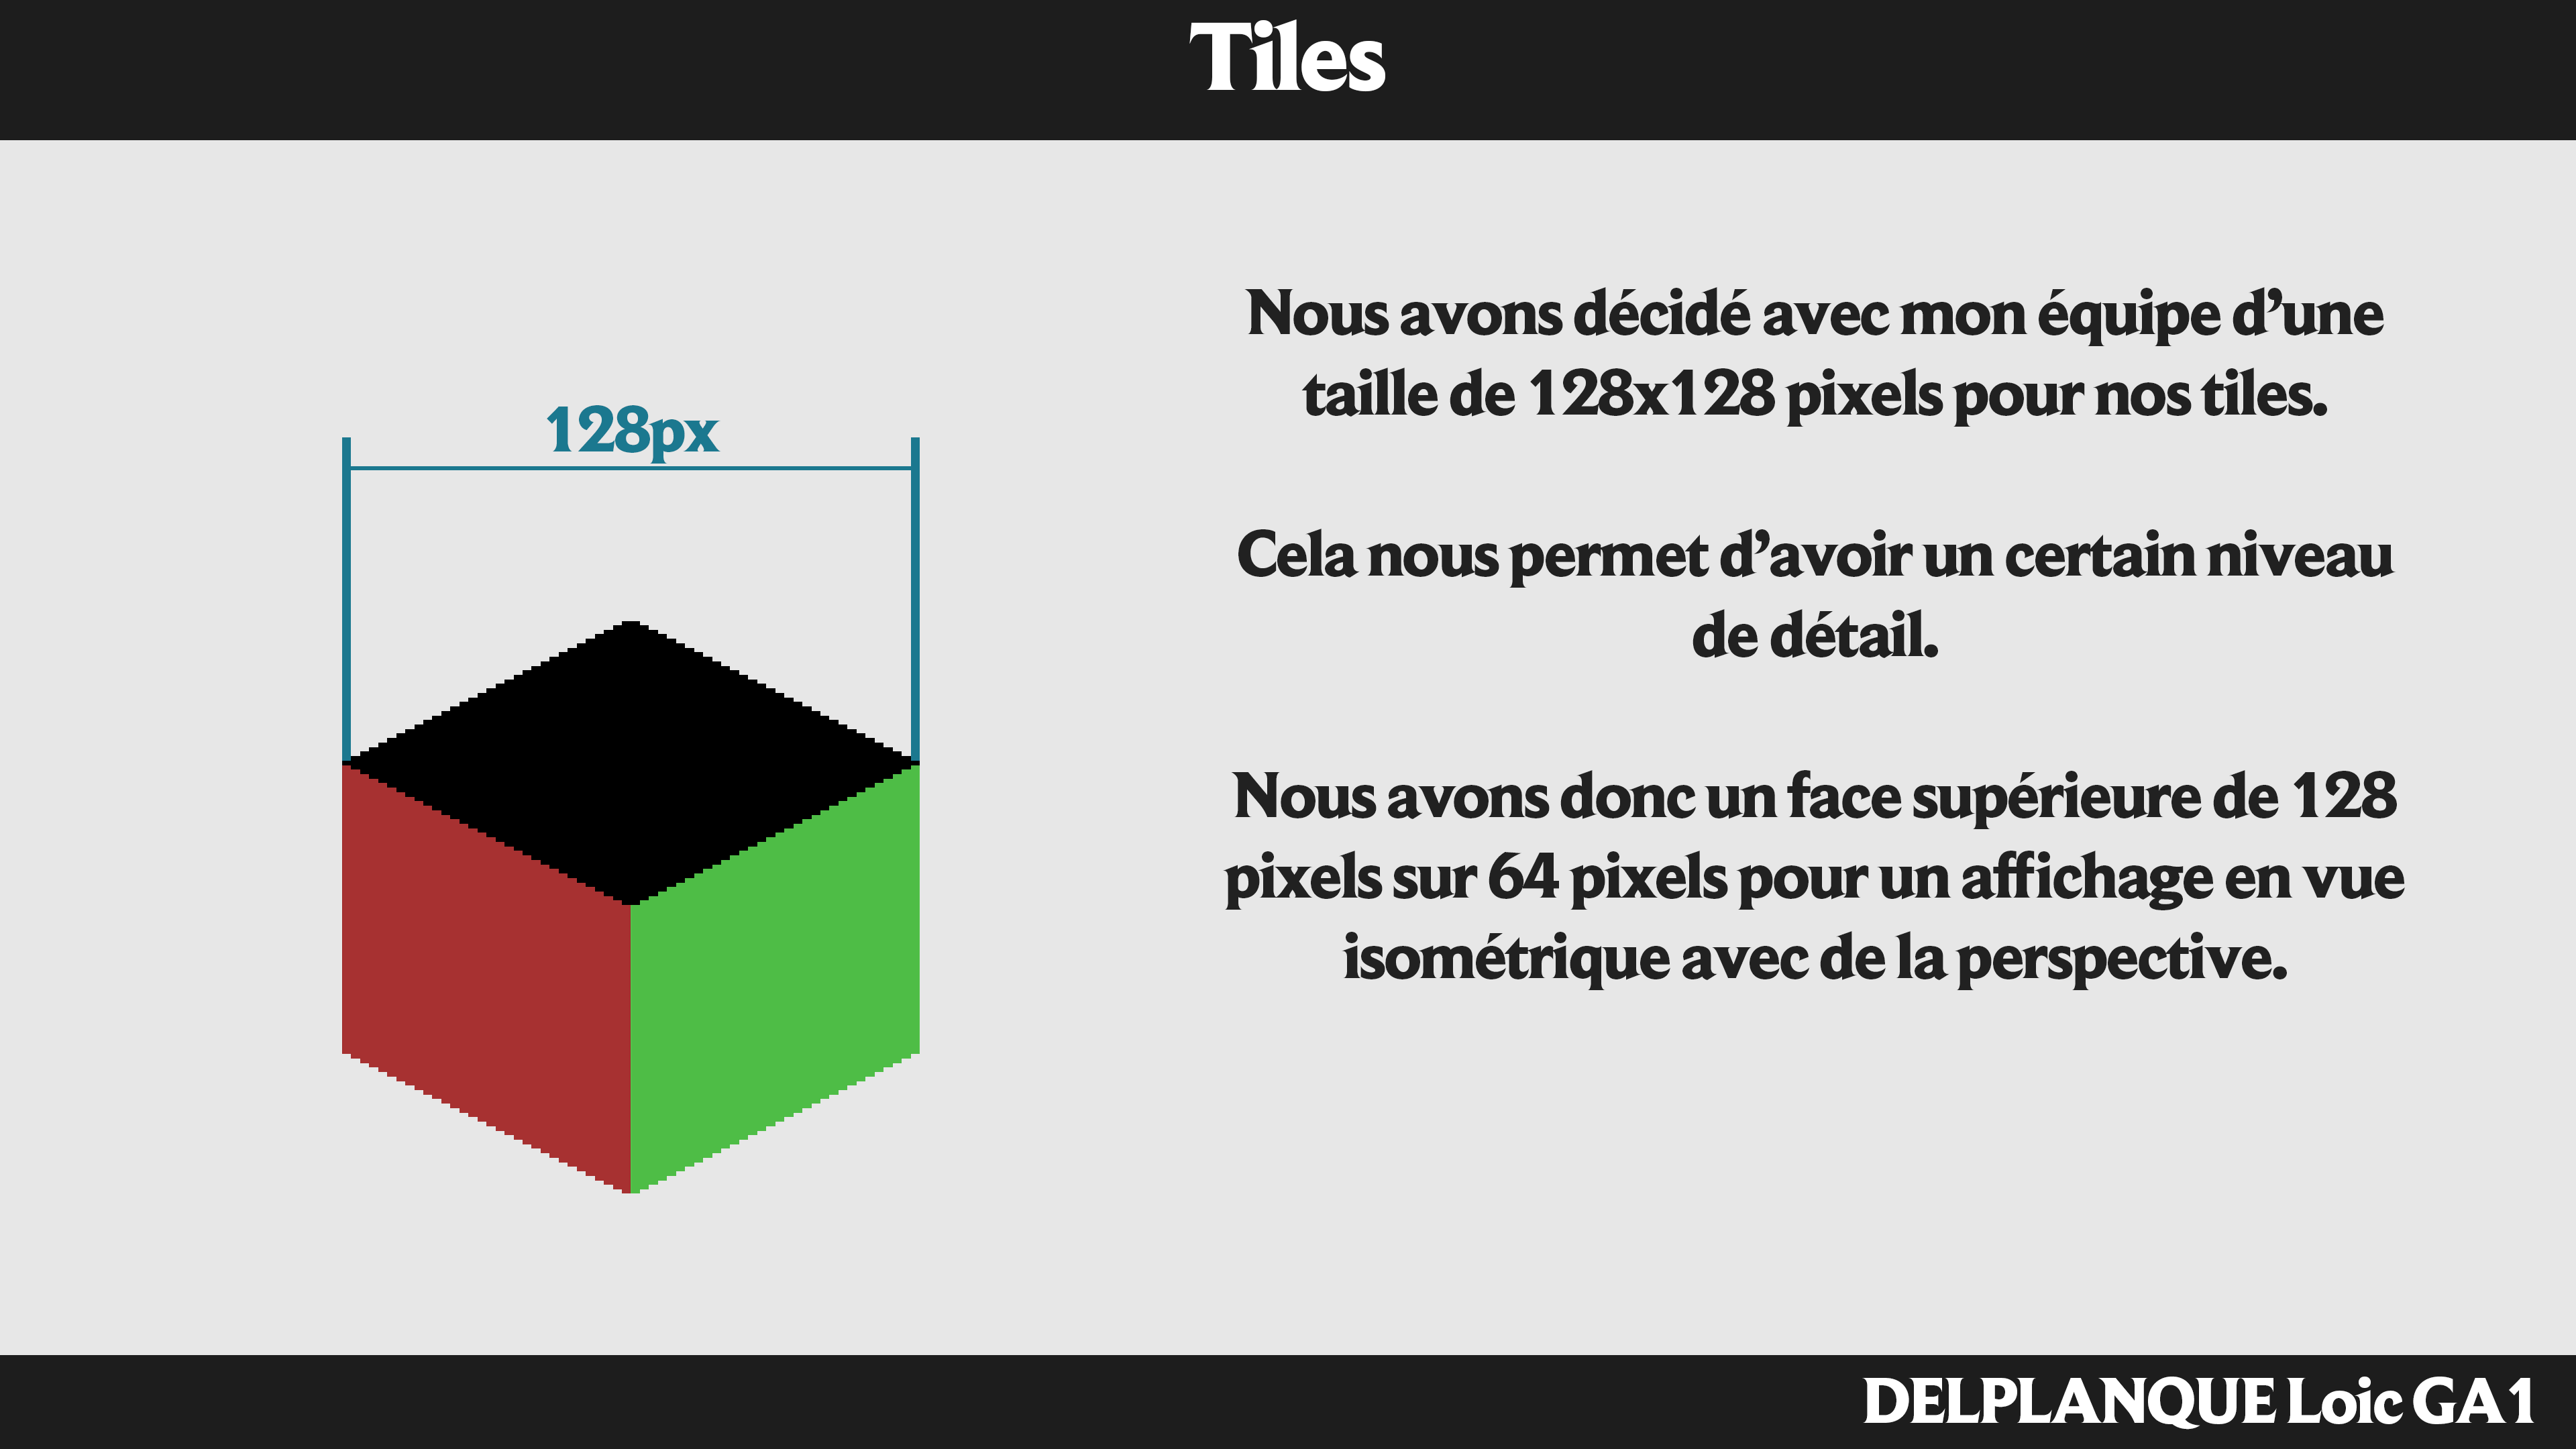 Tiles
128px
Nous avons décidé avec mon équipe d’une
taille de 128x128 pixels pour nos tiles.
Cela nous permet d’avoir un certain niveau
de détail.
Nous avons donc un face supérieure de 128
pixels sur 64 pixels pour un affichage en vue
isométrique avec de la perspective.
DELPLANQUE Loic GA1